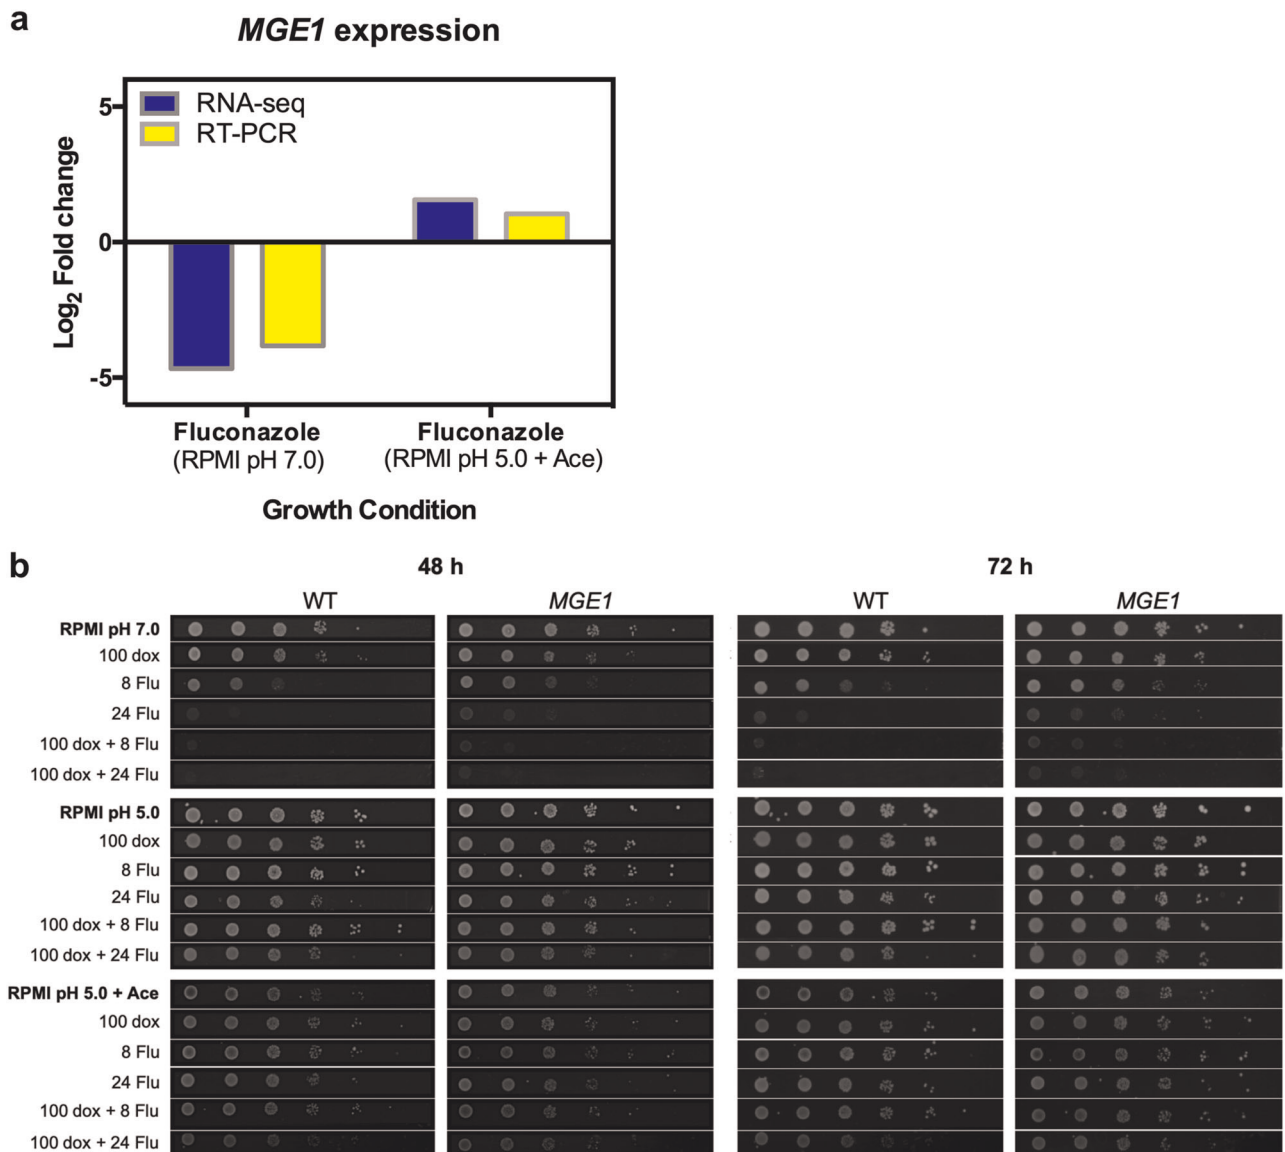 a
MGE1 expression
5
RNA-seq
RT-PCR
Log2 Fold change
0
-5
Fluconazole Fluconazole
(RPMI pH 7.0) (RPMI pH 5.0 + Ace)
Growth Condition
b
48 h 72 h
WT MGE1 WT MGE1
RPMI pH 7.0
100 dox
8 Flu
24 Flu
100 dox + 8 Flu
100 dox + 24 Flu
RPMI pH 5.0
100 dox
8 Flu
24 Flu
100 dox + 8 Flu
100 dox + 24 Flu
RPMI pH 5.0 + Ace
100 dox
8 Flu
24 Flu
100 dox + 8 Flu
100 dox + 24 Flu